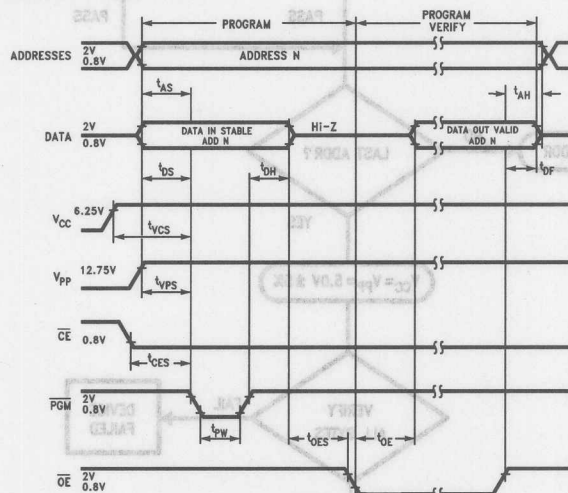 PASS PASS
PROGRAM
PROGRAM
VERIFY
ADDRESSES 2V
0.8V
ADDRESS N
tAS
tAH
DATA 2V
0.8V
DATA IN STABLE
ADD N
Hi-Z
DATA OUT VALID
ADD N
LAST ADDR ?
ADDR
tDS
tDH
tDF
VCC 6.25V
tVCS
YES
VPP 12.75V
tVPS
VCC = VPP = 5.0V ± 5%
CE 0.8V
tCES
PGM 2V
0.8V
tPW
FAIL
VERIFY
DEVICE
FAILED
tOES
tOE
OE 2V
0.8V